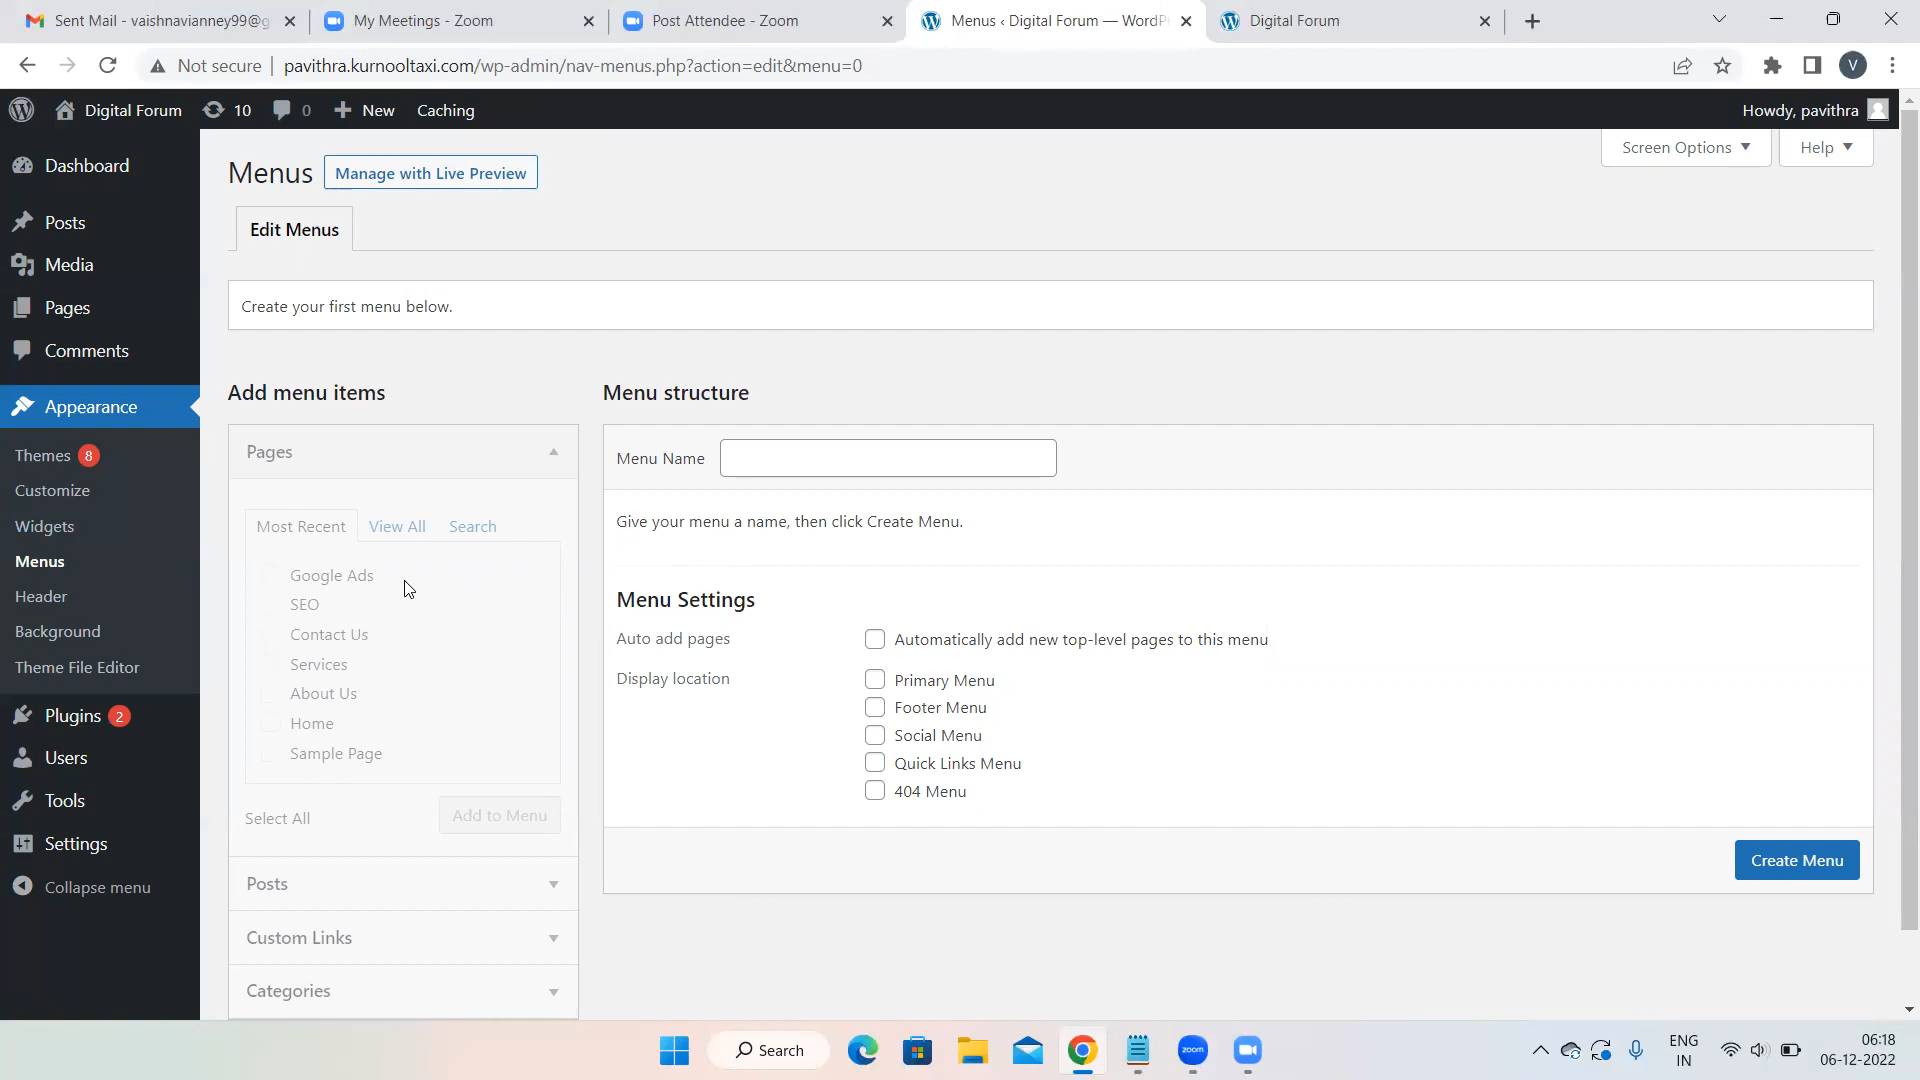 Sent Mail - vaishnavianney99@g
My Meetings - Zoom
Post Attendee - Zoom
Menus ‹ Digital Forum — WordP
Digital Forum
Not secure
pavithra.kurnooltaxi.com/wp-admin/nav-menus.php?action=edit&menu=0
V
Digital Forum
10
0
New
Caching
Howdy, pavithra
Dashboard
Posts
Media
Pages
Comments
Appearance
Themes 8
Customize
Widgets
Menus
Header
Background
Theme File Editor
Plugins 2
Users
Tools
Settings
Collapse menu
Menus
Manage with Live Preview
Screen Options
Help
Edit Menus
Create your first menu below.
Add menu items
Pages
Most Recent
View All
Search
Google Ads
SEO
Contact Us
Services
About Us
Home
Sample Page
Select All
Add to Menu
Posts
Custom Links
Categories
Menu structure
Menu Name
Give your menu a name, then click Create Menu.
Menu Settings
Auto add pages
Automatically add new top-level pages to this menu
Display location
Primary Menu
Footer Menu
Social Menu
Quick Links Menu
404 Menu
Create Menu
Search
zoom
ENG
IN
06:18
06-12-2022